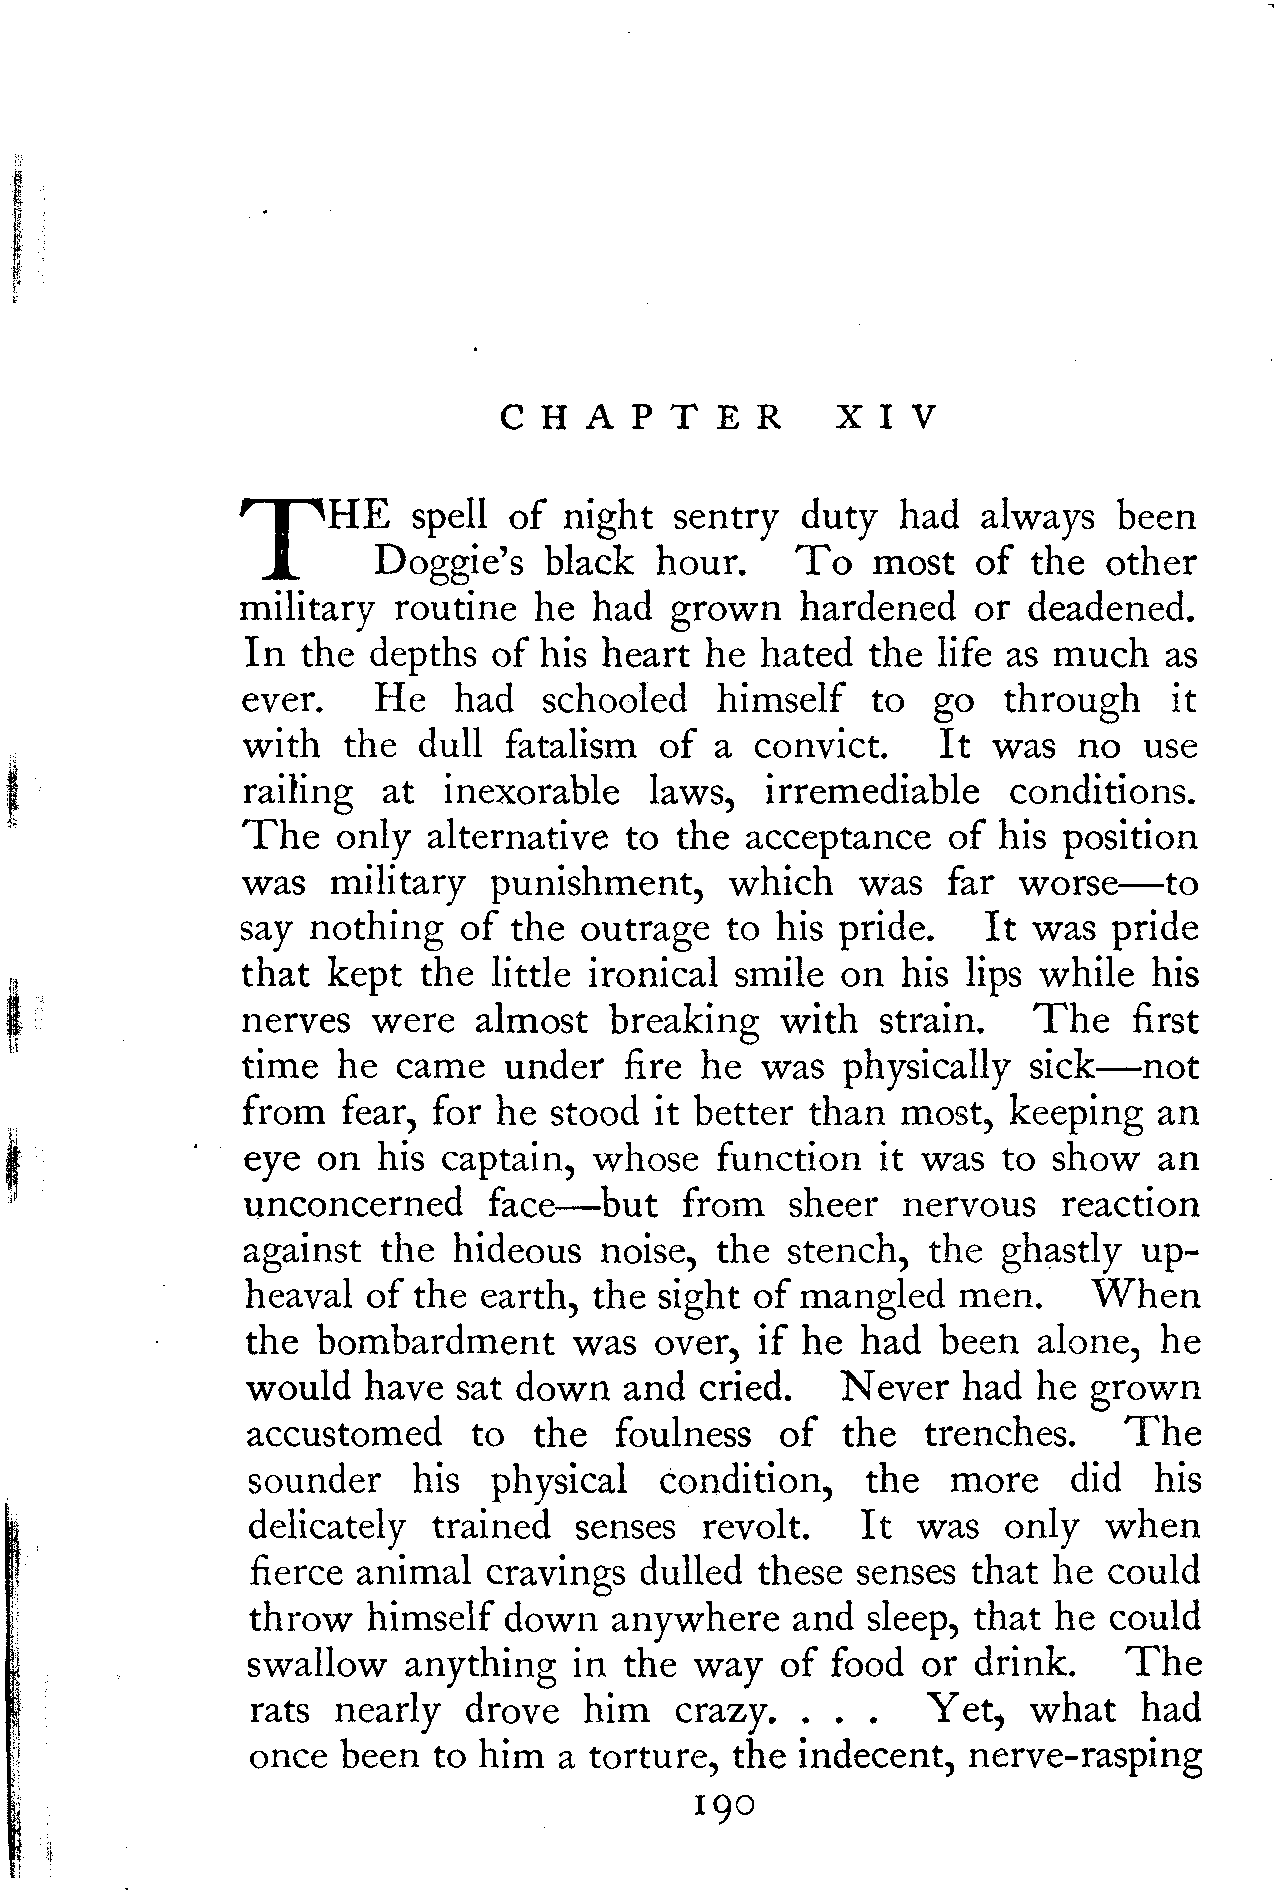 CHAPTER XIV
THE spell of night sentry duty had always been
Doggie's black hour. To most of the other
military routine he had grown hardened or deadened.
In the depths of his heart he hated the life as much as
ever. He had schooled himself to go through it
with the dull fatalism of a convict. It was no use
railing at inexorable laws, irremediable conditions.
The only alternative to the acceptance of his position
was military punishment, which was far worse—to
say nothing of the outrage to his pride. It was pride
that kept the little ironical smile on his lips while his
nerves were almost breaking with strain. The first
time he came under fire he was physically sick—not
from fear, for he stood it better than most, keeping an
eye on his captain, whose function it was to show an
unconcerned face—but from sheer nervous reaction
against the hideous noise, the stench, the ghastly up-
heaval of the earth, the sight of mangled men. When
the bombardment was over, if he had been alone, he
would have sat down and cried. Never had he grown
accustomed to the foulness of the trenches. The
sounder his physical condition, the more did his
delicately trained senses revolt. It was only when
fierce animal cravings dulled these senses that he could
throw himself down anywhere and sleep, that he could
swallow anything in the way of food or drink. The
rats nearly drove him crazy. . . . Yet, what had
once been to him a torture, the indecent, nerve-rasping
190